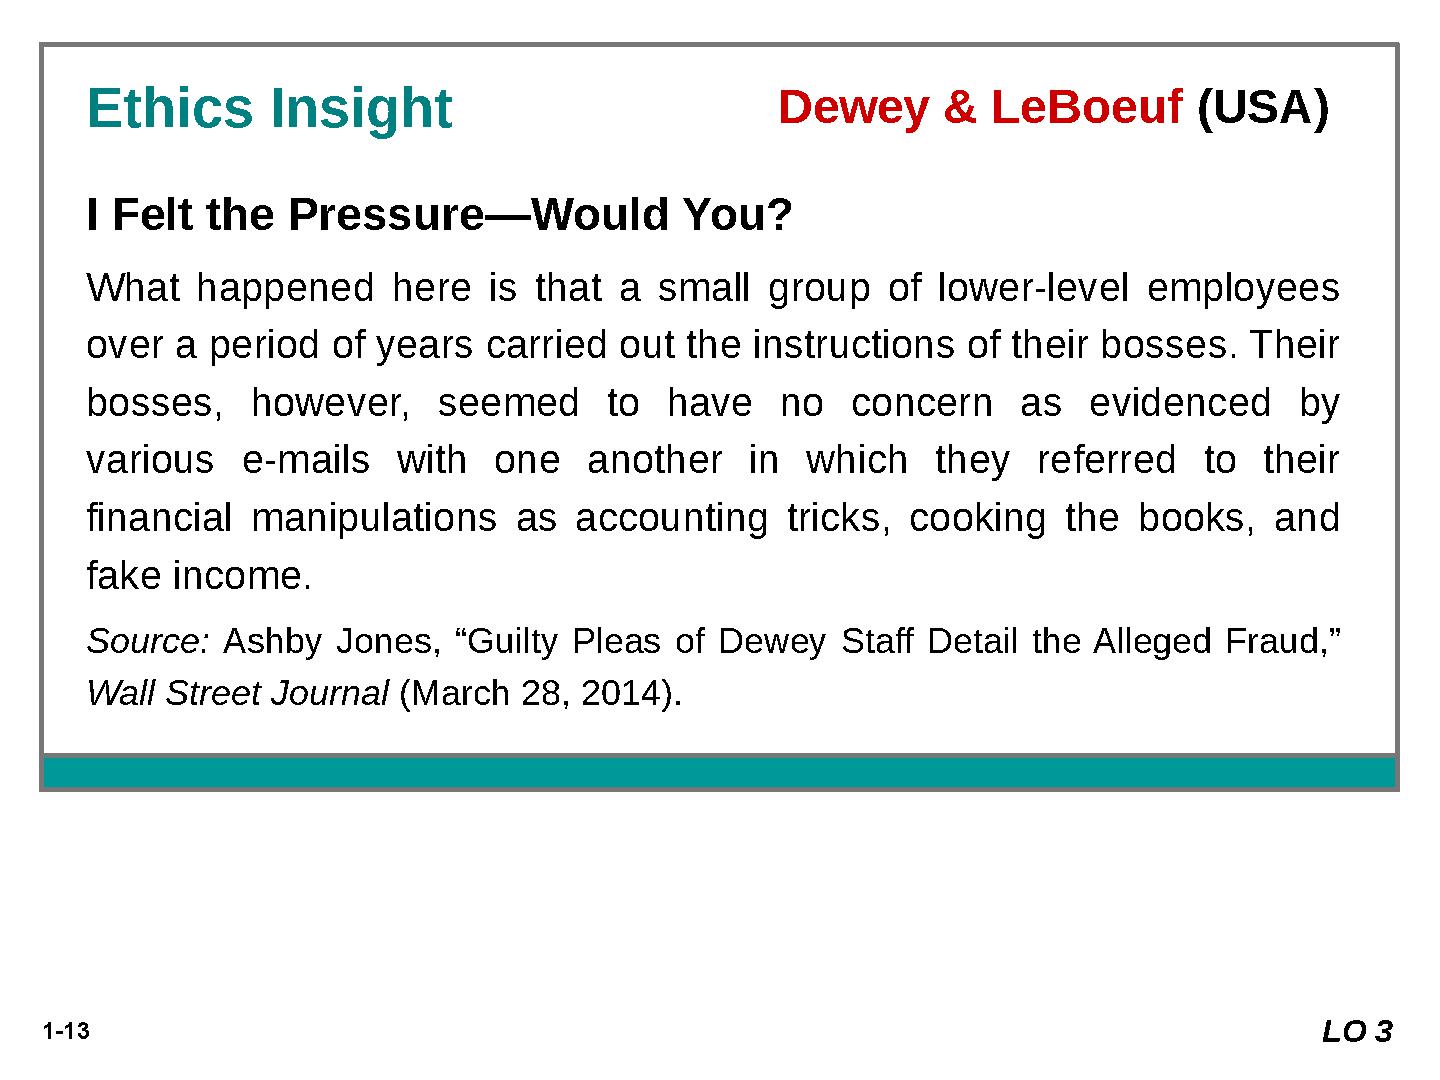 Ethics Insight
Dewey & LeBoeuf (USA)
I Felt the Pressure—Would You?
What happened here is that a small group of lower-level employees
over a period of years carried out the instructions of their bosses. Their
bosses, however, seemed to have no concern as evidenced by
various e-mails with one another in which they referred to their
financial manipulations as accounting tricks, cooking the books, and
fake income.
Source: Ashby Jones, “Guilty Pleas of Dewey Staff Detail the Alleged Fraud,”
Wall Street Journal (March 28, 2014).
1-13
LO 3